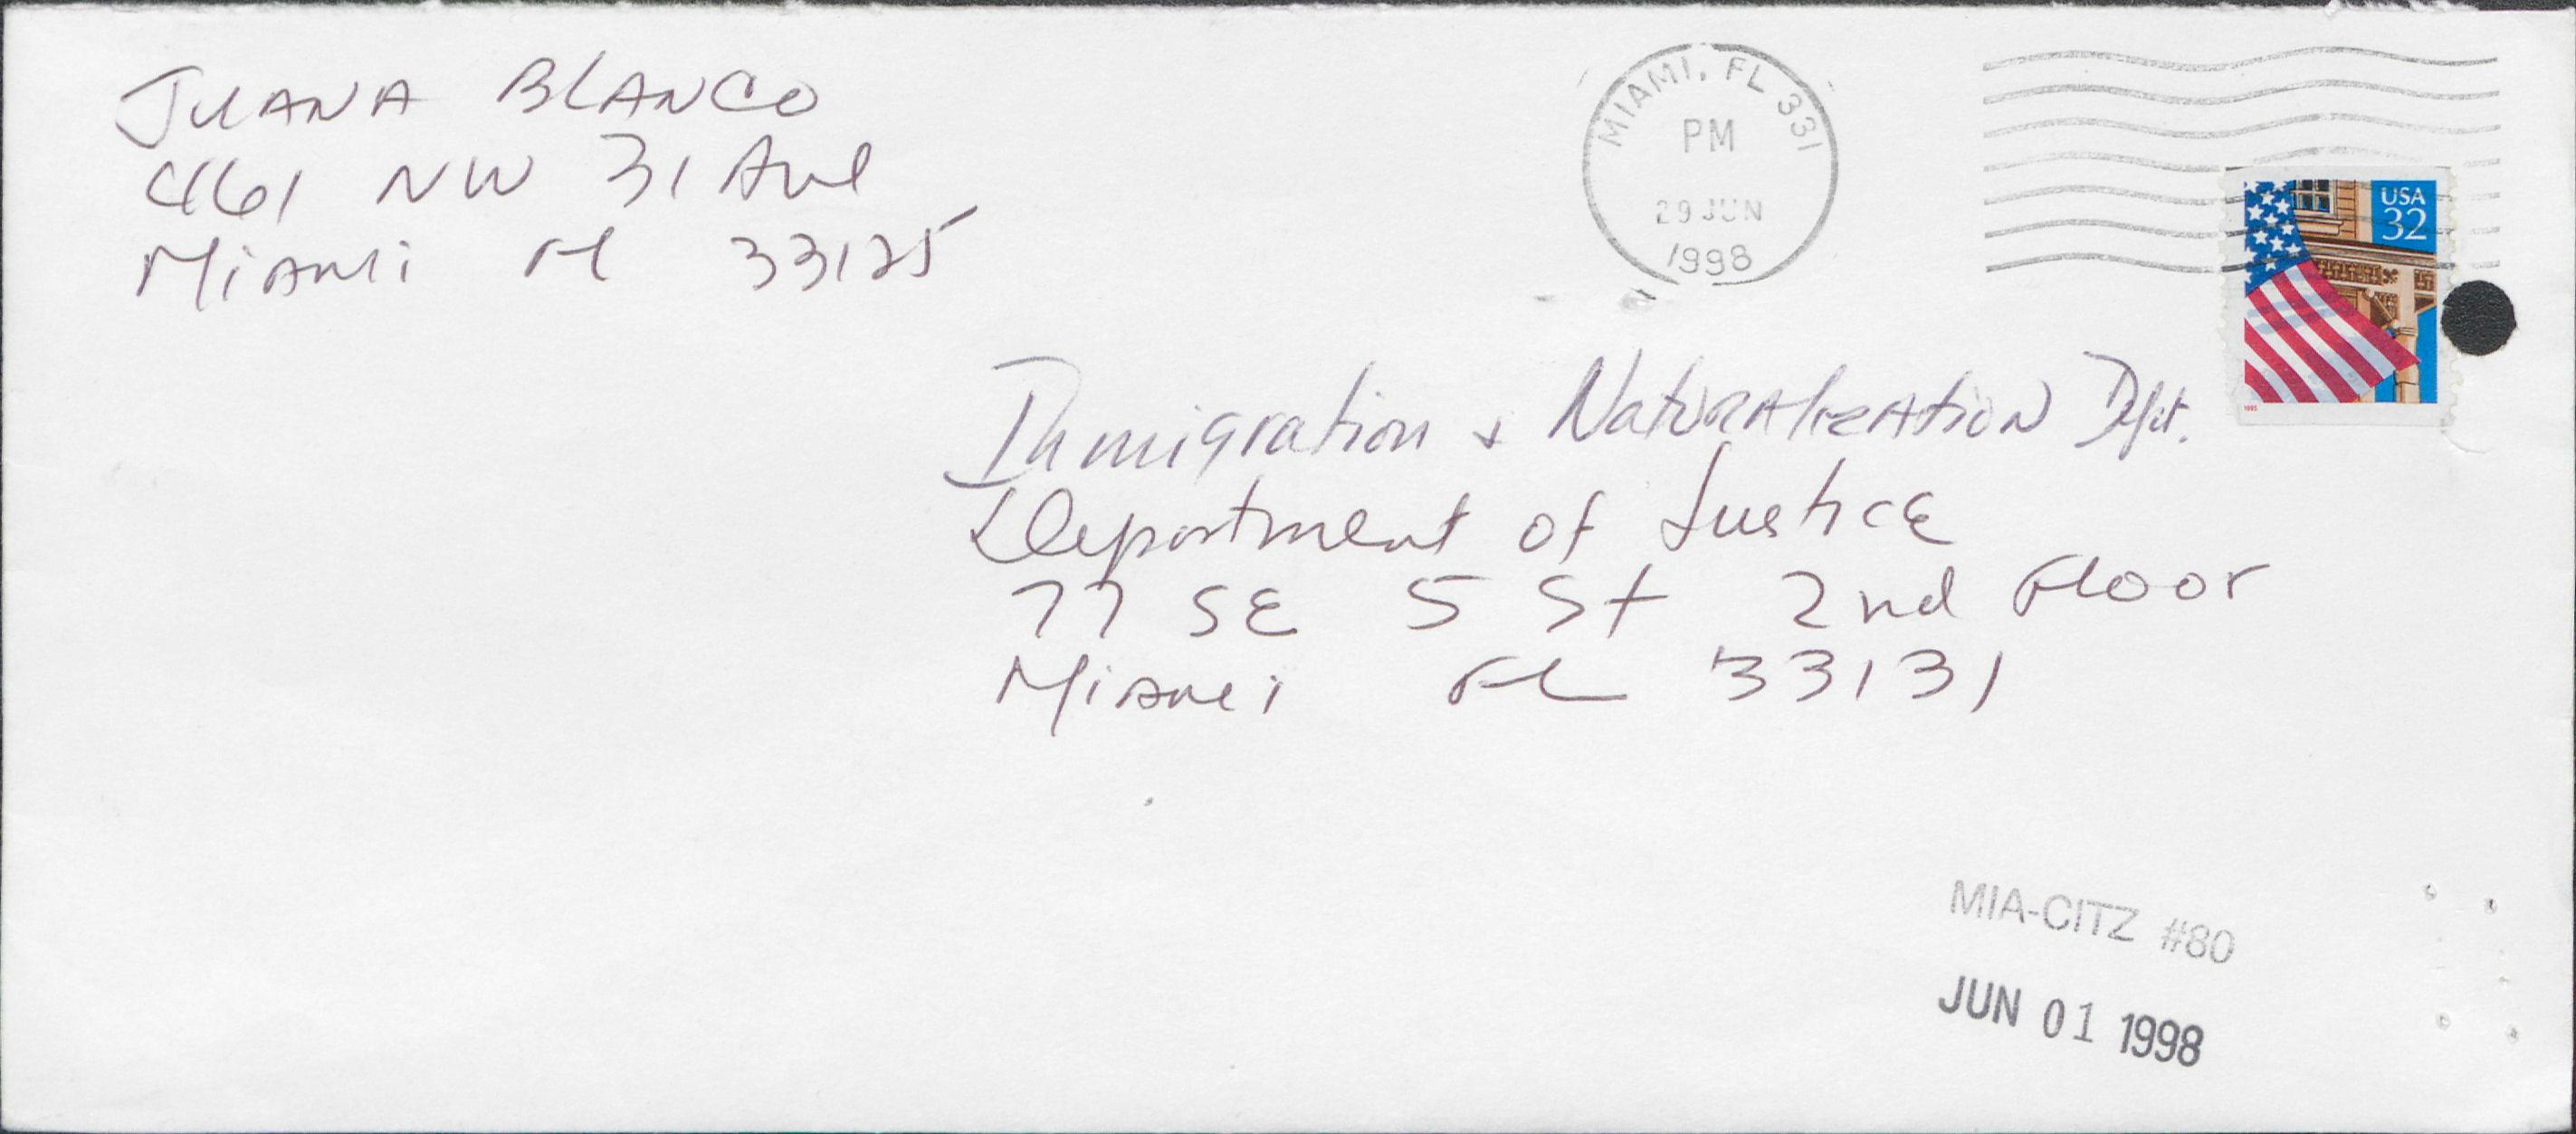 JUANA BLANCO
461 NW 31 Ave
Miami Fl 33125
MIAMI, FL 331
PM
29 JUN
1998
USA
32
1995
Inmigration & Naturalization Dept.
Department of Justice
77 SE 5 St 2nd Floor
Miami FL 33131
MIA-CITZ #80
JUN 01 1998